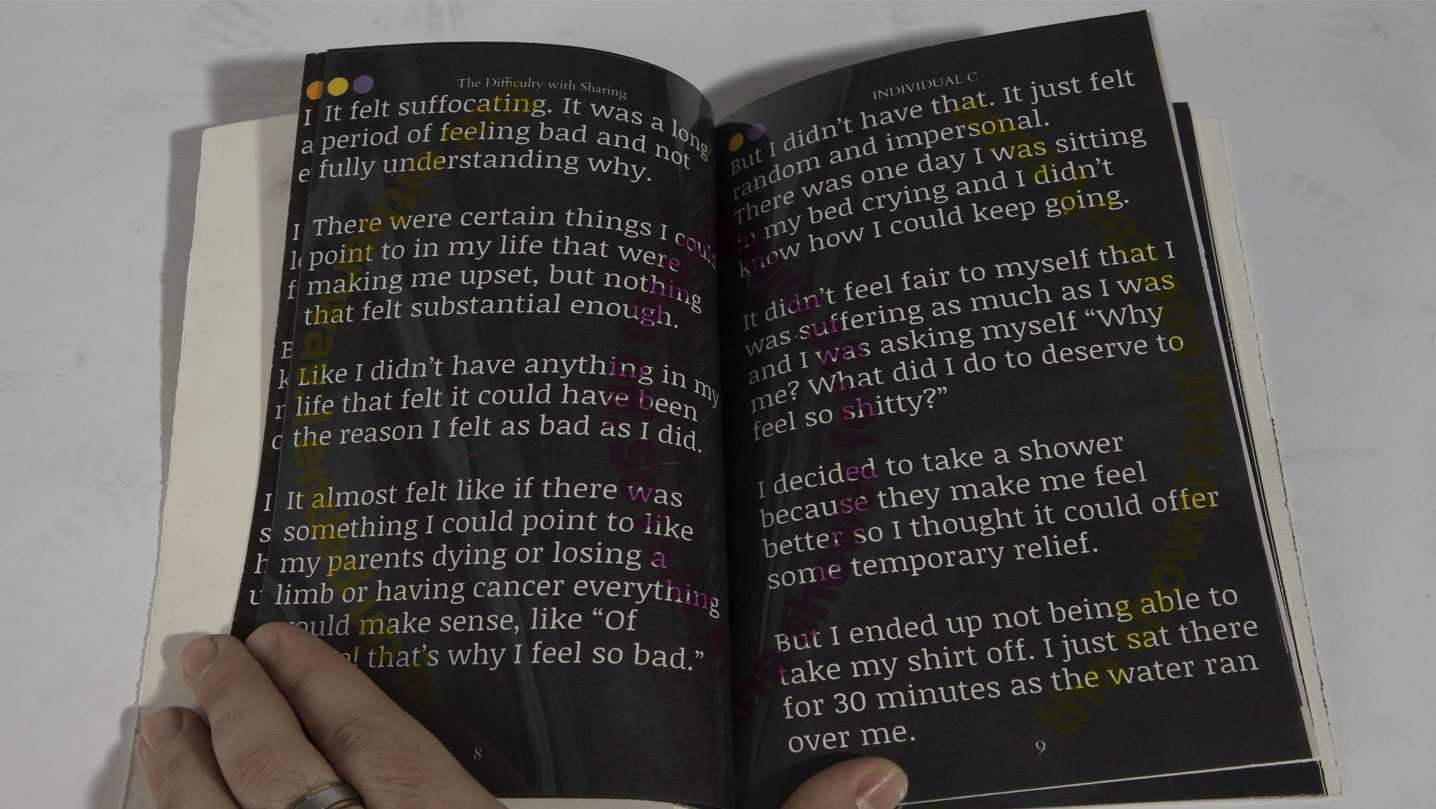 The Difficulty with Sharing
It felt suffocating. It was a long
period of feeling bad and not
fully understanding why.
There were certain things I could
point to in my life that were
making me upset, but nothing
that felt substantial enough.
Like I didn't have anything in my
life that felt it could have been
the reason I felt as bad as I did.
It almost felt like if there was
something I could point to like
my parents dying or losing a
limb or having cancer everything
make sense, like “Of
that's why I feel so bad.”
8
INDIVIDUAL C
But I didn't have that. It just felt
random and impersonal.
There was one day I was sitting
in my bed crying and I didn't
know how I could keep going.
It didn't feel fair to myself that I
was suffering as much as I was
and I was asking myself “Why
me? What did I do to deserve to
feel so shitty?”
I decided to take a shower
because they make me feel
better so I thought it could offer
some temporary relief.
But I ended up not being able to
take my shirt off. I just sat there
for 30 minutes as the water ran
over me.
9